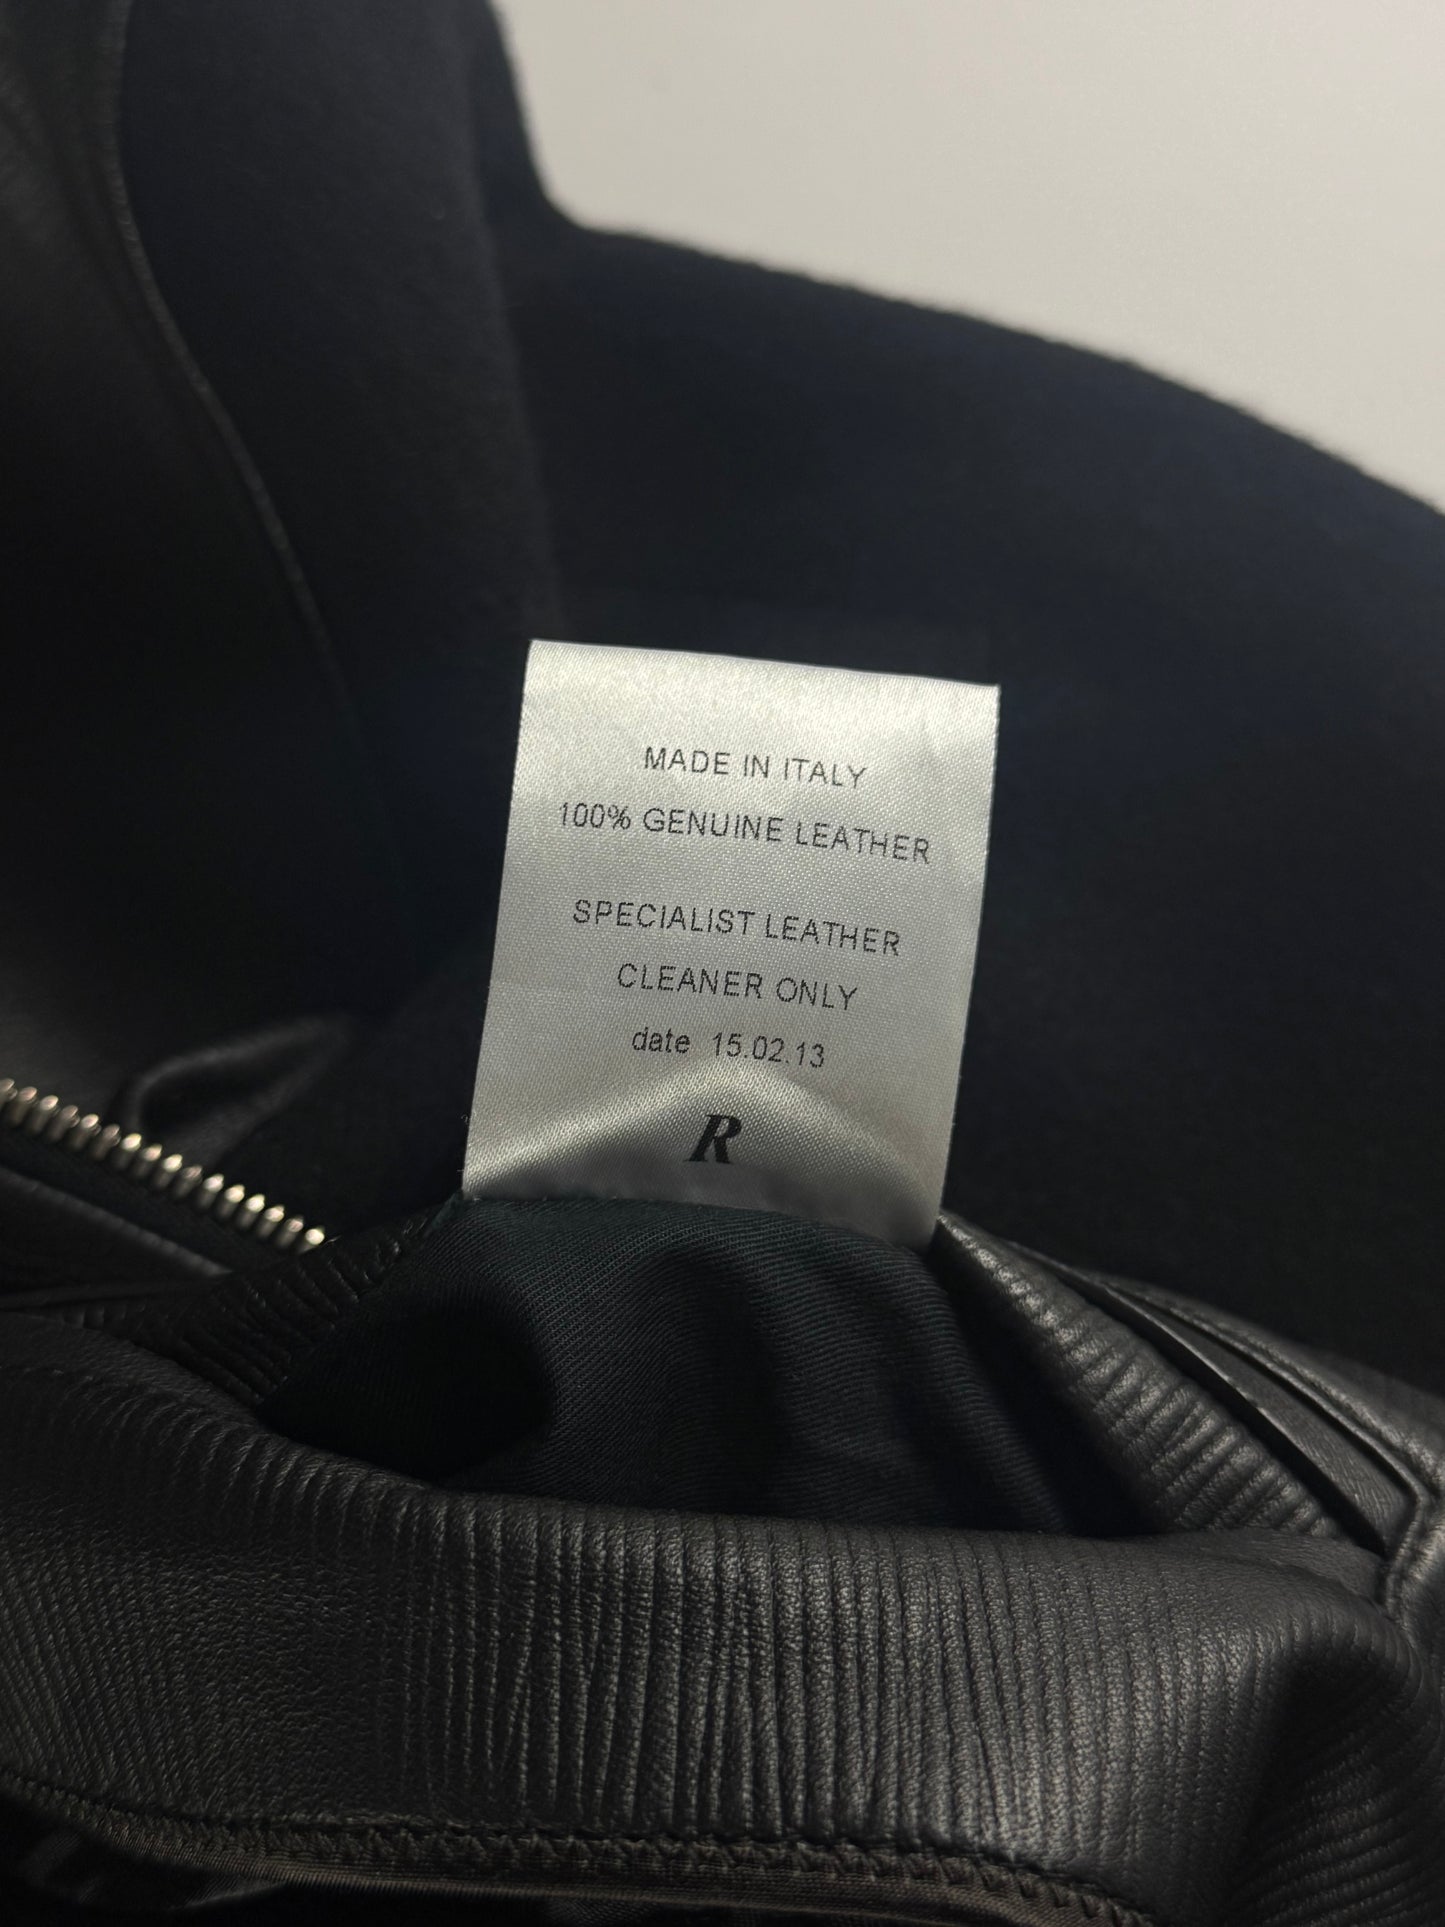 MADE IN ITALY
100% GENUINE LEATHER
SPECIALIST LEATHER
CLEANER ONLY
date 15.02.13
R